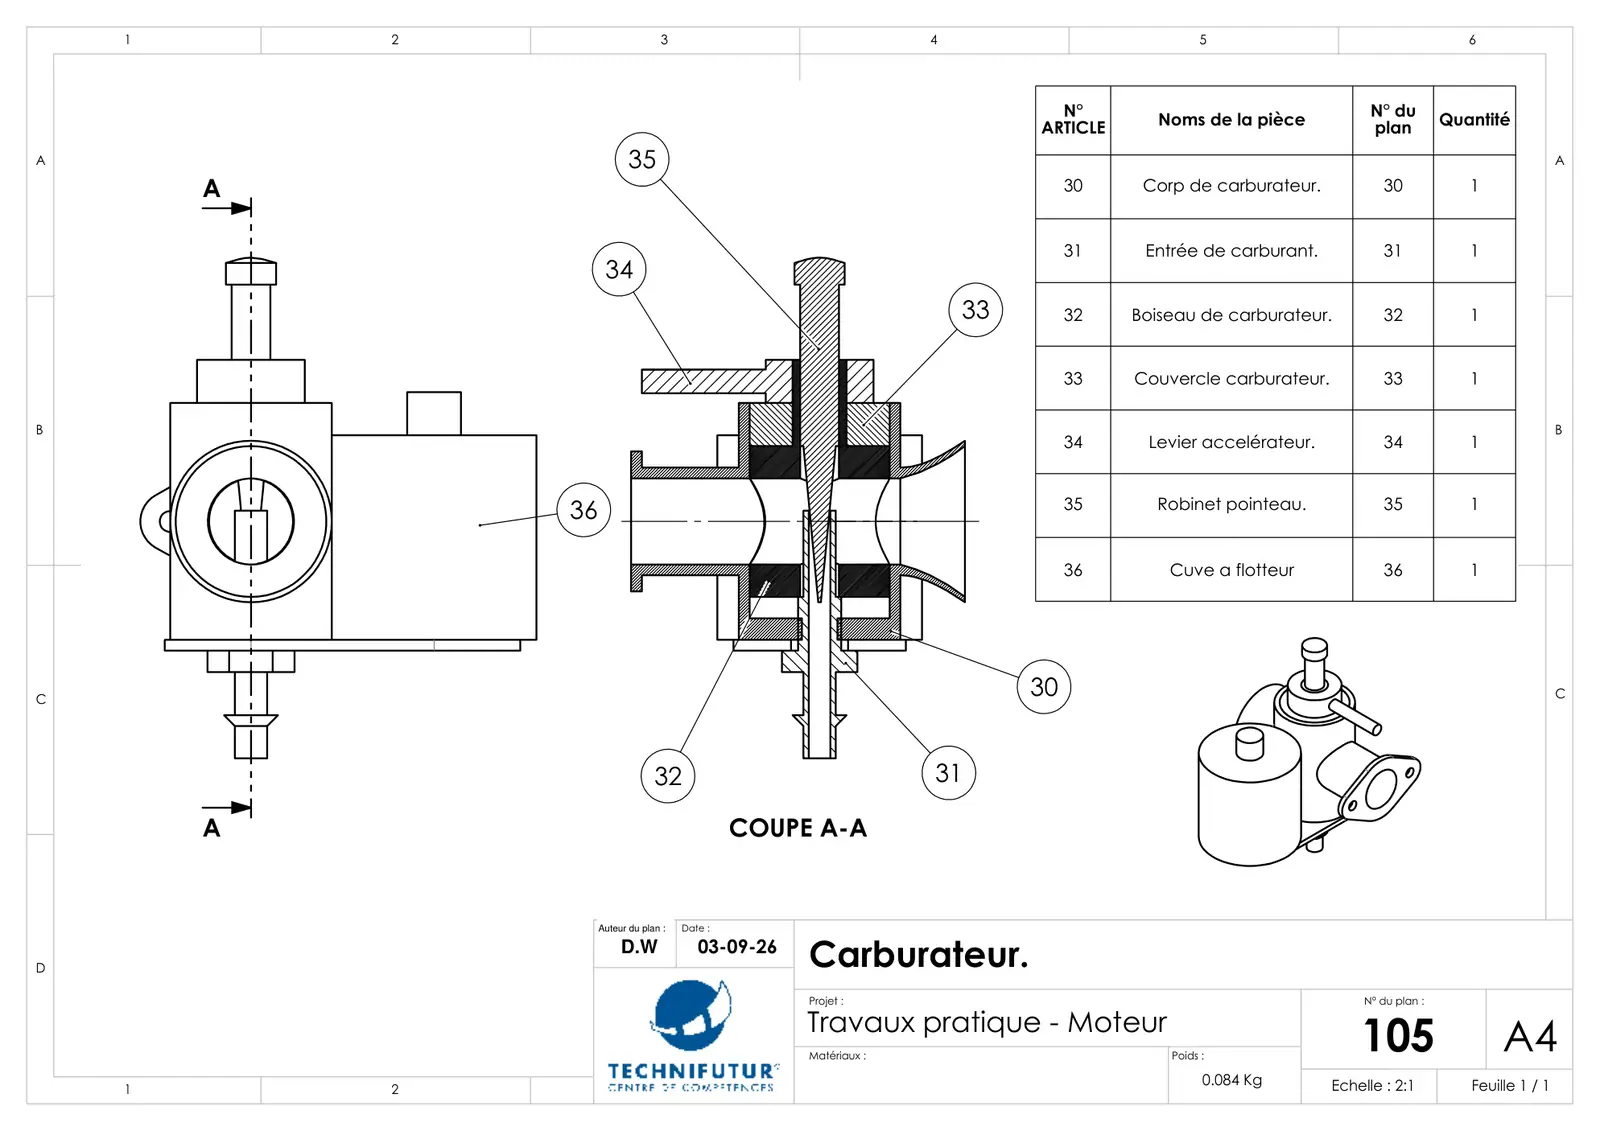 1 2 3 4 5 6
A
B
C
D
A
B
C
A
A
35
34
33
36
32
31
30
COUPE A-A
N° ARTICLE Noms de la pièce N° du plan Quantité
30 Corp de carburateur. 30 1
31 Entrée de carburant. 31 1
32 Boiseau de carburateur. 32 1
33 Couvercle carburateur. 33 1
34 Levier accelérateur. 34 1
35 Robinet pointeau. 35 1
36 Cuve a flotteur 36 1
Auteur du plan : Date :
D.W 03-09-26
Carburateur.
TECHNIFUTUR
CENTRE DE COMPETENCES
Projet :
Travaux pratique - Moteur
Matériaux :
Poids :
0.084 Kg
N° du plan :
105
A4
Echelle : 2:1
Feuille 1 / 1
1 2